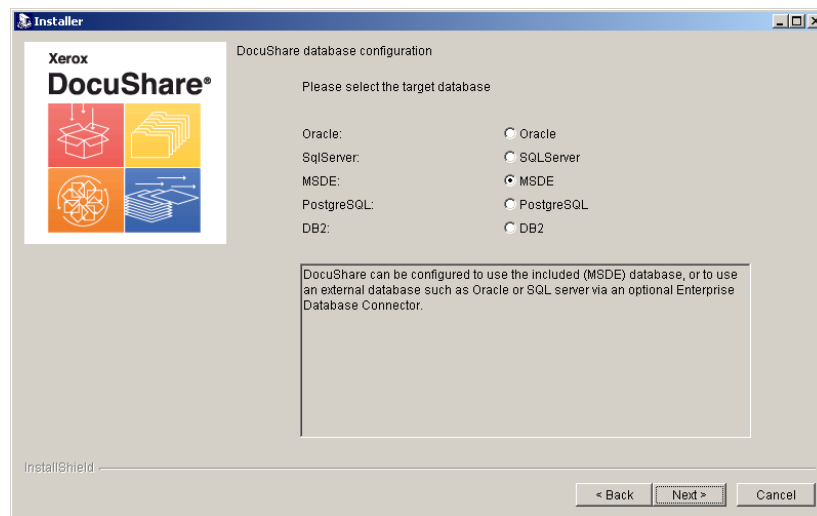 Installer
Xerox
DocuShare®
DocuShare database configuration
Please select the target database
Oracle: Oracle
SqlServer: SQLServer
MSDE: MSDE
PostgreSQL: PostgreSQL
DB2: DB2
DocuShare can be configured to use the included (MSDE) database, or to use
an external database such as Oracle or SQL server via an optional Enterprise
Database Connector.
InstallShield
< Back Next > Cancel